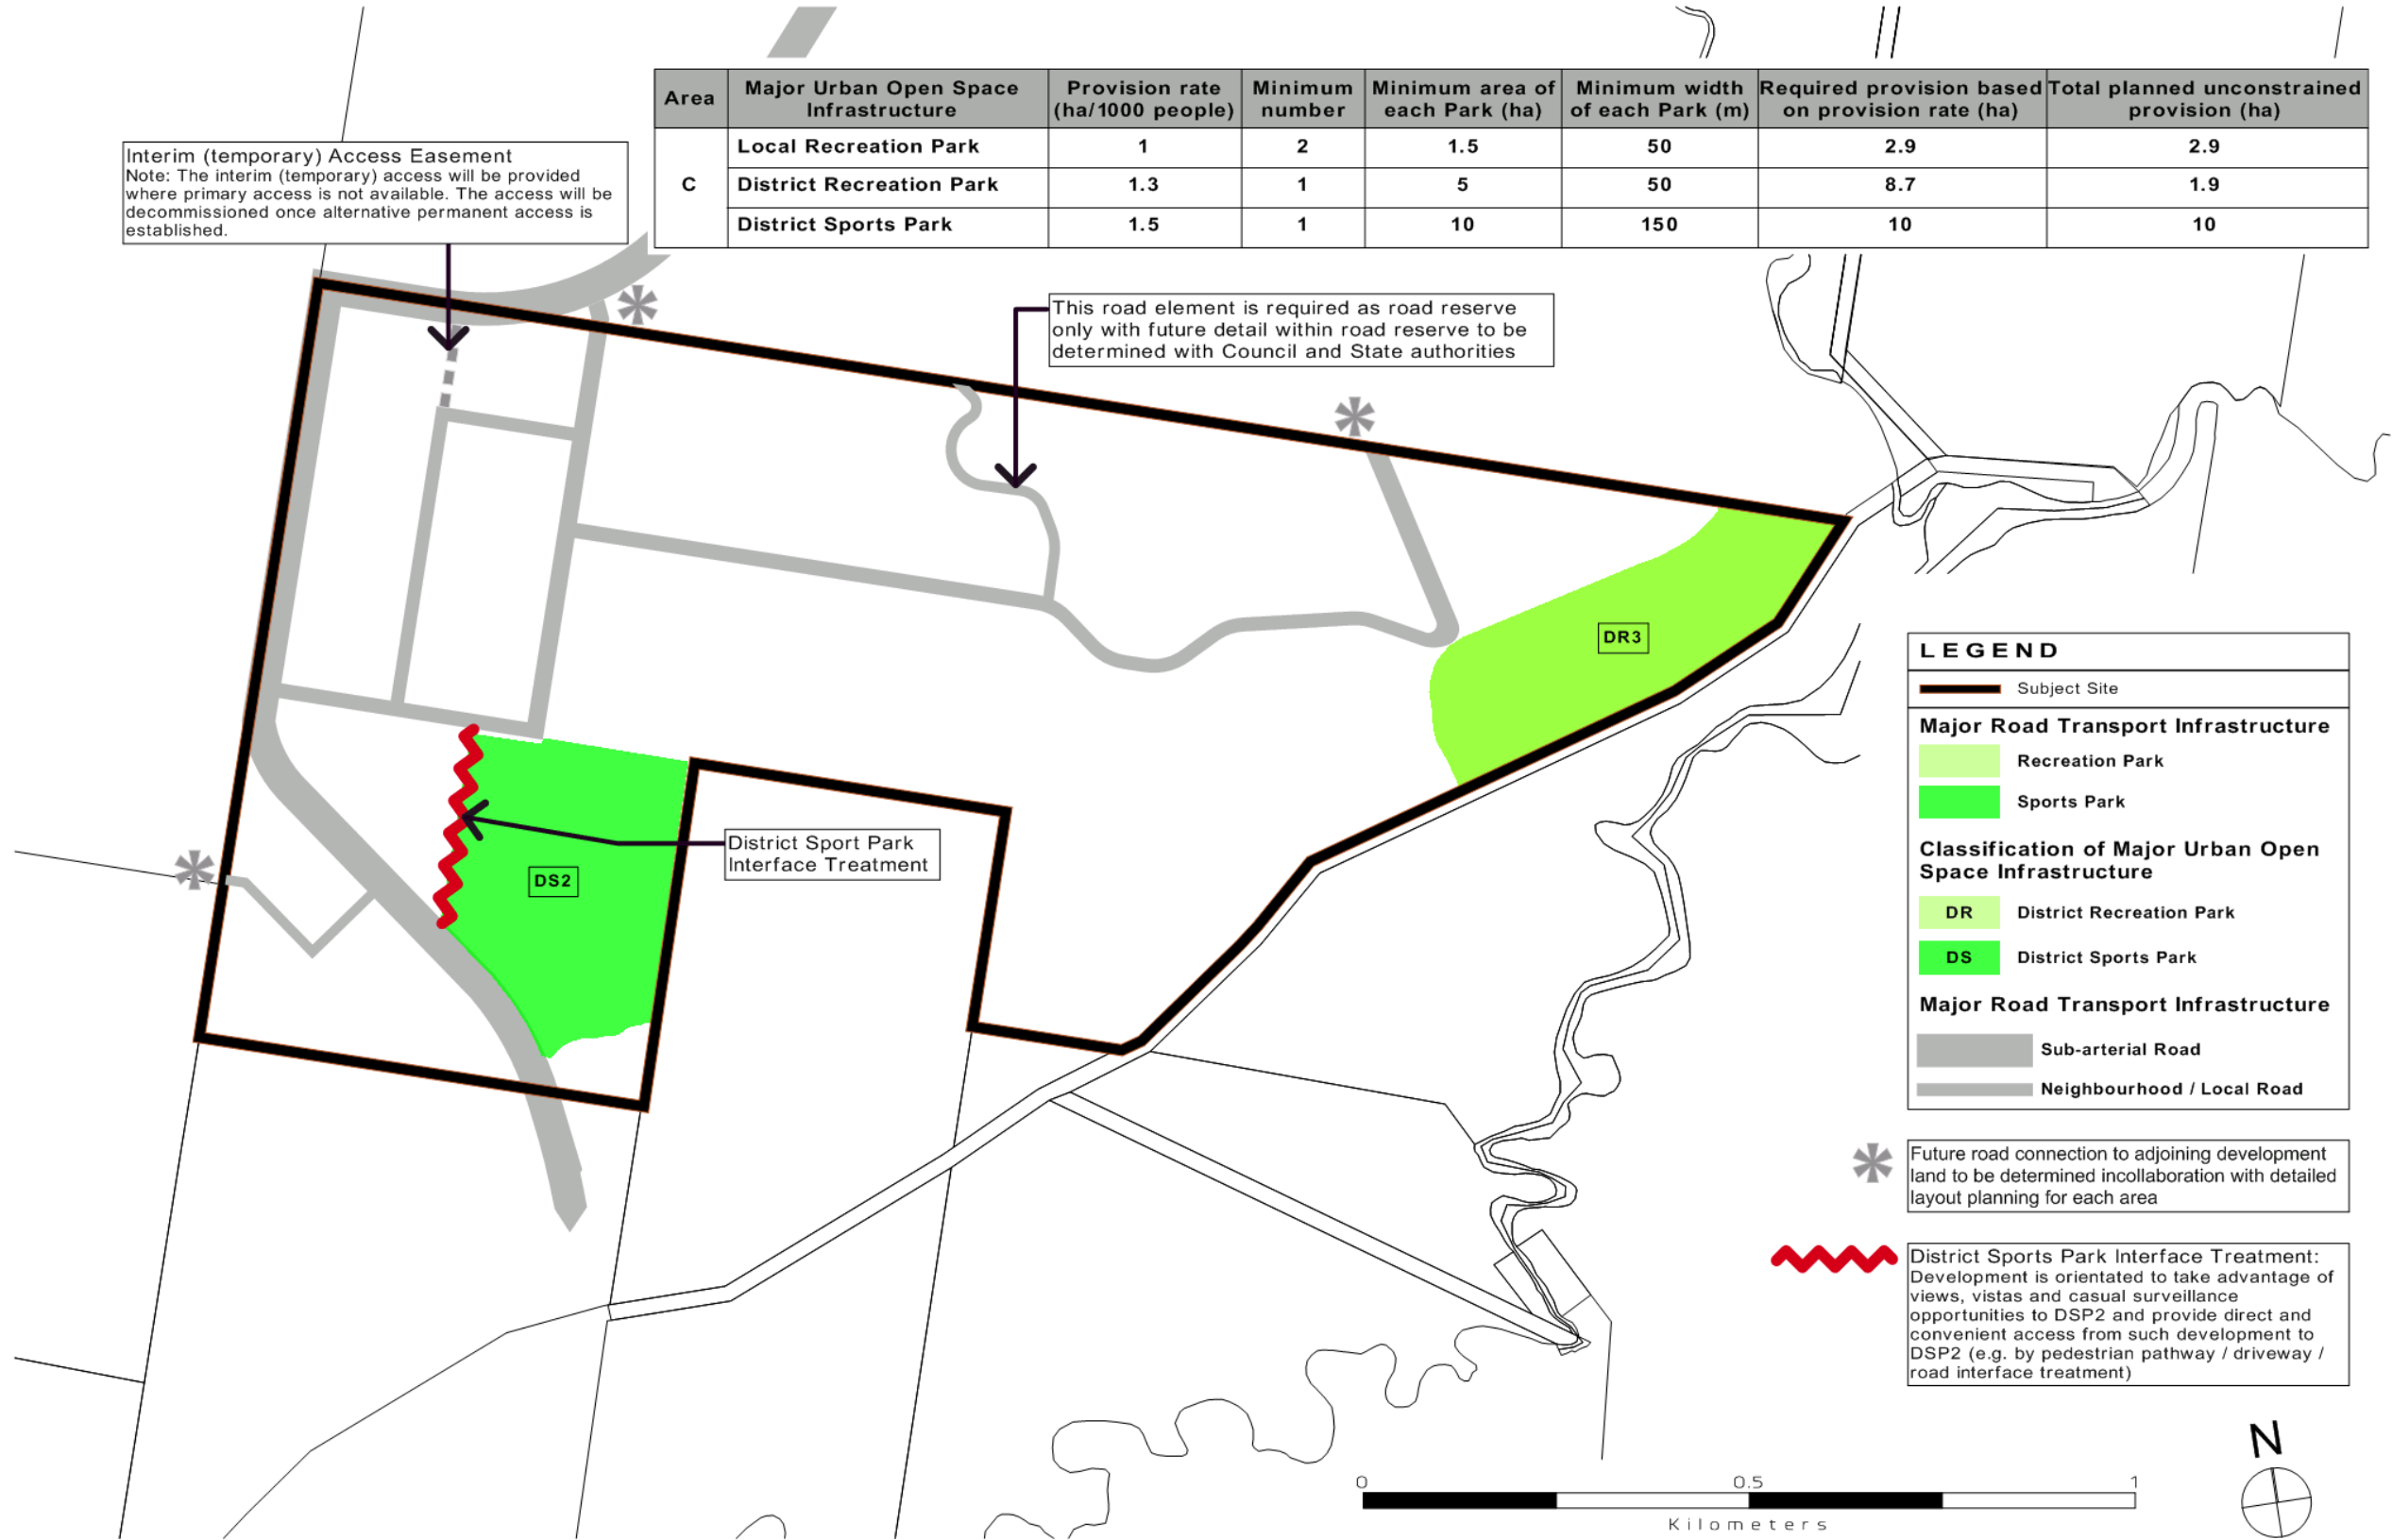 Area
Major Urban Open Space
Infrastructure
Provision rate
(ha/1000 people)
Minimum
number
Minimum area of
each Park (ha)
Minimum width
of each Park (m)
Required provision based
on provision rate (ha)
Total planned unconstrained
provision (ha)
C
Local Recreation Park 1 2 1.5 50 2.9 2.9
District Recreation Park 1.3 1 5 50 8.7 1.9
District Sports Park 1.5 1 10 150 10 10
Interim (temporary) Access Easement
Note: The interim (temporary) access will be provided
where primary access is not available. The access will be
decommissioned once alternative permanent access is
established.
This road element is required as road reserve
only with future detail within road reserve to be
determined with Council and State authorities
DR3
District Sport Park
Interface Treatment
DS2
LEGEND
Subject Site
Major Road Transport Infrastructure
Recreation Park
Sports Park
Classification of Major Urban Open
Space Infrastructure
DR District Recreation Park
DS District Sports Park
Major Road Transport Infrastructure
Sub-arterial Road
Neighbourhood / Local Road
Future road connection to adjoining development
land to be determined incollaboration with detailed
layout planning for each area
District Sports Park Interface Treatment:
Development is orientated to take advantage of
views, vistas and casual surveillance
opportunities to DSP2 and provide direct and
convenient access from such development to
DSP2 (e.g. by pedestrian pathway / driveway /
road interface treatment)
N
0 0.5 1
Kilometers